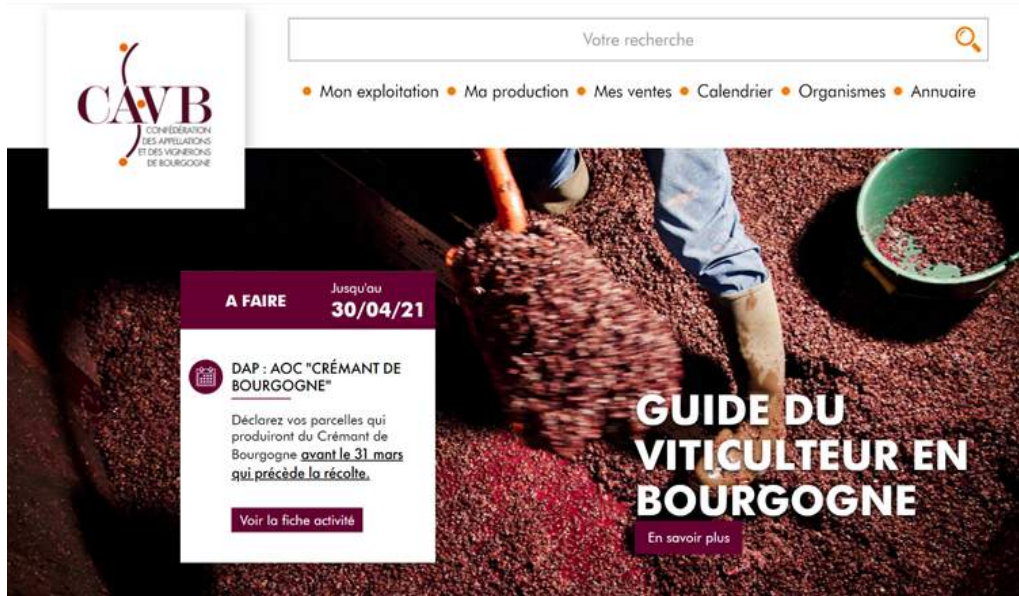 CAVB
CONFÉDÉRATION
DES APPELLATIONS
ET DES VIGNERONS
DE BOURGOGNE
Votre recherche
Mon exploitation • Ma production • Mes ventes • Calendrier • Organismes • Annuaire
A FAIRE
Jusqu'au
30/04/21
DAP : AOC "CRÉMANT DE
BOURGOGNE"
Déclarez vos parcelles qui
produiront du Crémant de
Bourgogne avant le 31 mars
qui précède la récolte.
Voir la fiche activité
GUIDE DU
VITICULTEUR EN
BOURGOGNE
En savoir plus